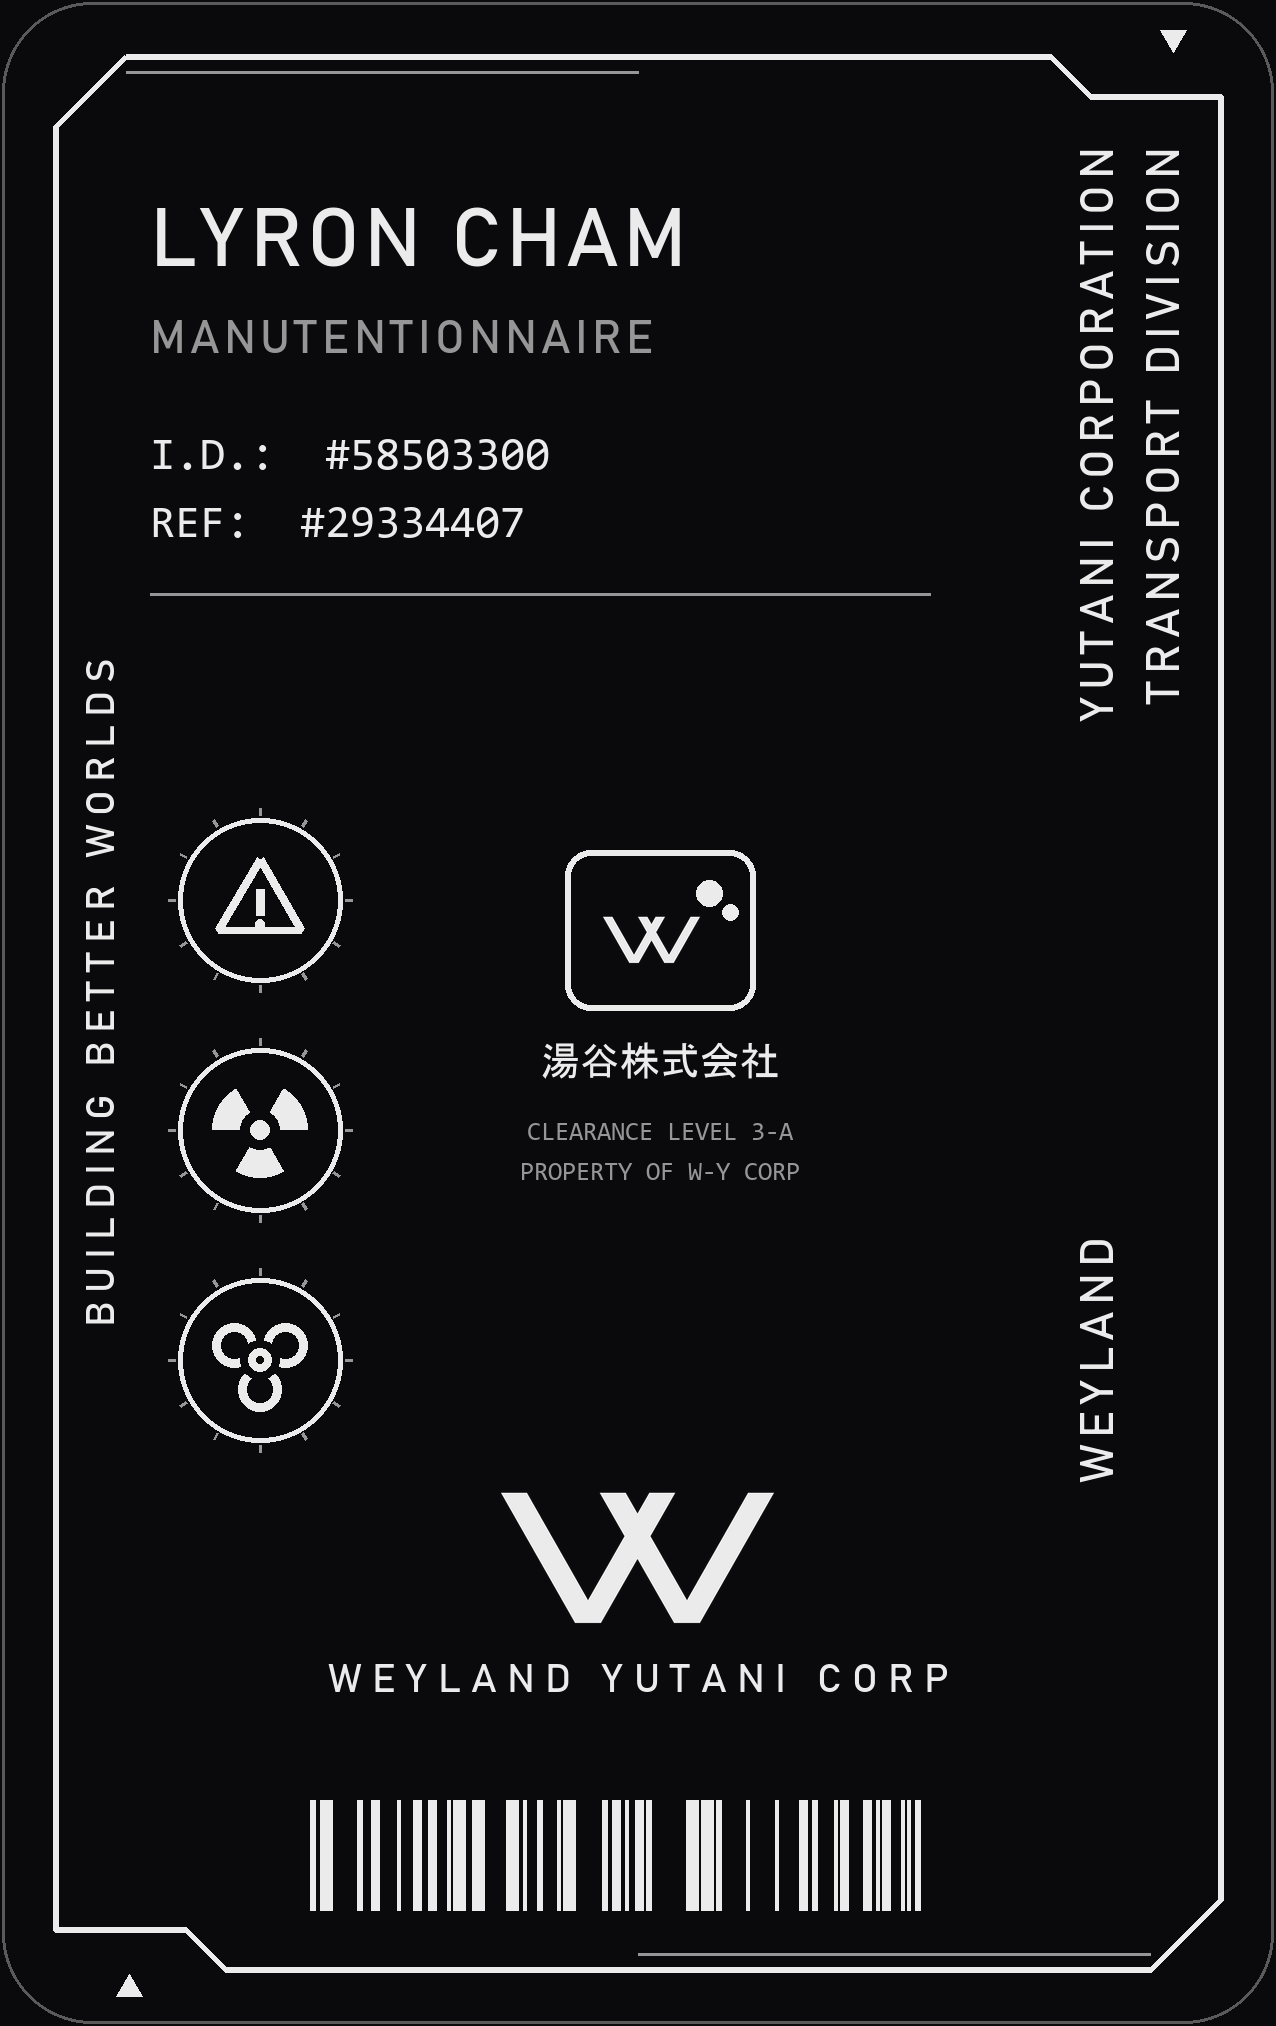 LYRON CHAM
MANUTENTIONNAIRE
I.D.: #58503300
REF: #29334407
YUTANI CORPORATION
TRANSPORT DIVISION
BUILDING BETTER WORLDS
W
湯谷株式会社
CLEARANCE LEVEL 3-A
PROPERTY OF W-Y CORP
WEYLAND
W
WEYLAND YUTANI CORP